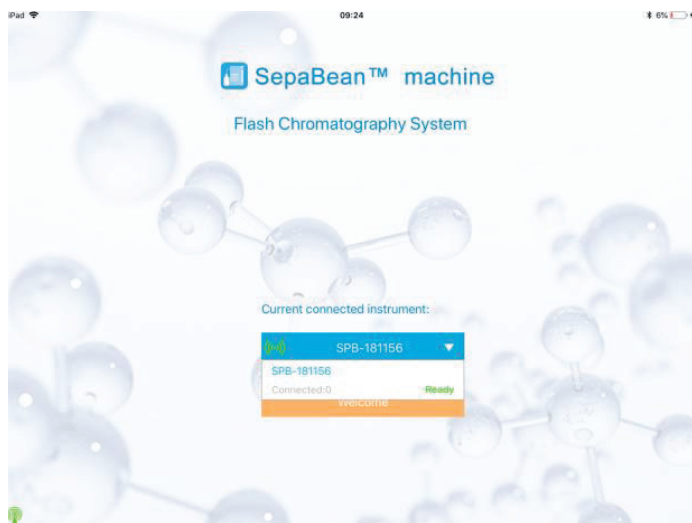 iPad 09:24 6%
SepaBean™ machine
Flash Chromatography System
Current connected instrument:
SPB-181156
SPB-181156
Connected:0 Ready
Welcome